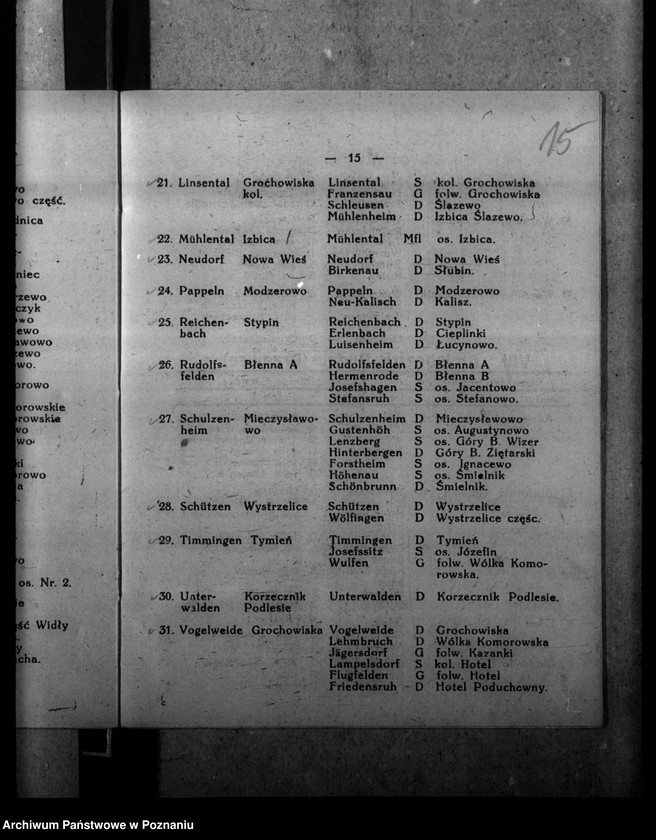 15
— 15 —
21. Linsental Grochowiska Linsental S kol. Grochowiska
kol. Franzensau G folw. Grochowiska
Schleusen D Ślazewo
Mühlenheim D Izbica Ślazewo.
22. Mühlental Izbica Mühlental Mfl os. Izbica.
23. Neudorf Nowa Wieś Neudorf D Nowa Wieś
Birkenau D Słubin.
24. Pappeln Modzerowo Pappeln D Modzerowo
Neu-Kalisch D Kalisz.
25. Reichen- Stypin Reichenbach D Stypin
bach Erlenbach D Cieplinki
Luisenheim D Łucynowo.
26. Rudolfs- Błenna A Rudolfsfelden D Błenna A
felden Hermenrode D Błenna B
Josefshagen S os. Jacentowo
Stefansruh S os. Stefanowo.
27. Schulzen- Mieczysławo- Schulzenheim D Mieczysławowo
heim wo Gustenhöh S os. Augustynowo
Lenzberg S os. Góry B. Wizer
Hinterbergen D Góry B. Ziętarski
Forstheim S os. Ignacewo
Höhenau S os. Śmielnik
Schönbrunn D Śmielnik.
28. Schützen Wystrzelice Schützen D Wystrzelice
Wölfingen D Wystrzelice częśc.
29. Timmingen Tymień Timmingen D Tymień
Josefssitz S os. Józefin
Wulfen G folw. Wólka Komo-
rowska.
30. Unter- Korzecznik Unterwalden D Korzecznik Podlesie.
walden Podlesie
31. Vogelweide Grochowiska Vogelweide D Grochowiska
Lehmbruch D Wólka Komorowska
Jägersdorf G folw. Kazanki
Lampelsdorf S kol. Hotel
Flugfelden G folw. Hotel
Friedensruh D Hotel Poduchowny.
o część.
os. Nr. 2.
Widły
Archiwum Państwowe w Poznaniu